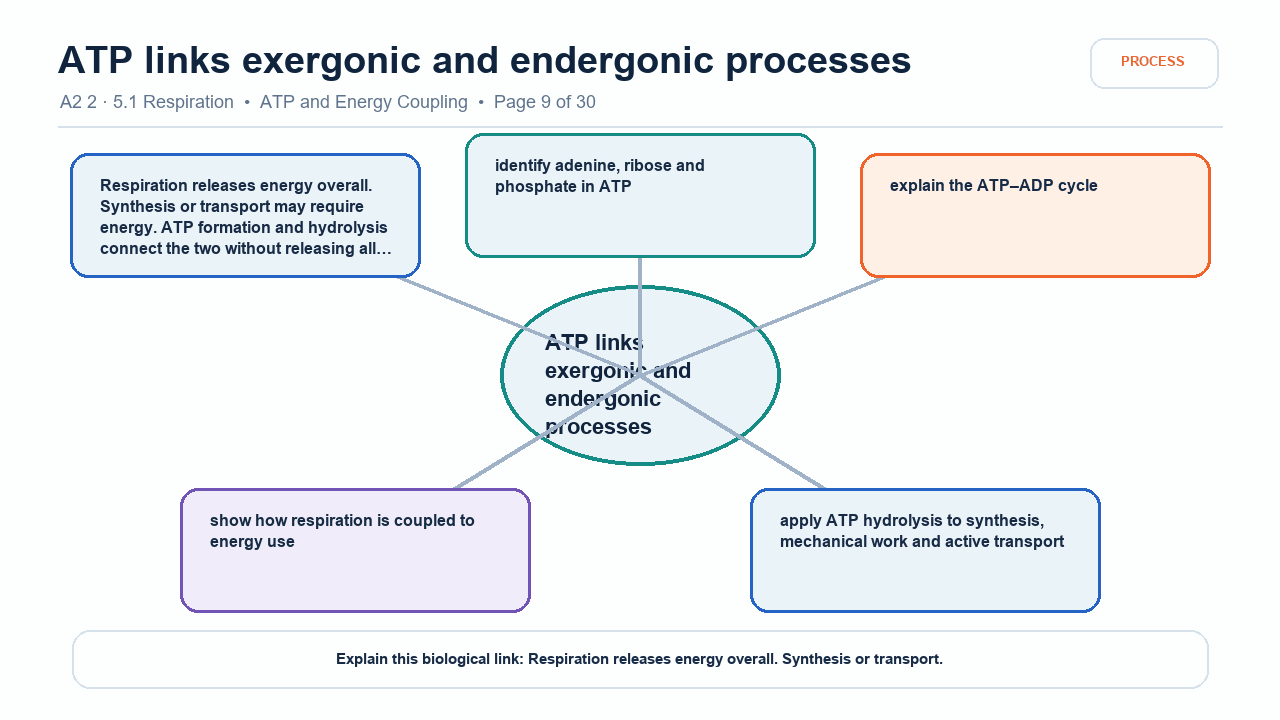 ATP links exergonic and endergonic processes
PROCESS
A2 2 · 5.1 Respiration • ATP and Energy Coupling • Page 9 of 30
Respiration releases energy overall.
Synthesis or transport may require
energy. ATP formation and hydrolysis
connect the two without releasing all…
identify adenine, ribose and
phosphate in ATP
explain the ATP–ADP cycle
ATP links
exergonic and
endergonic
processes
show how respiration is coupled to
energy use
apply ATP hydrolysis to synthesis,
mechanical work and active transport
Explain this biological link: Respiration releases energy overall. Synthesis or transport.